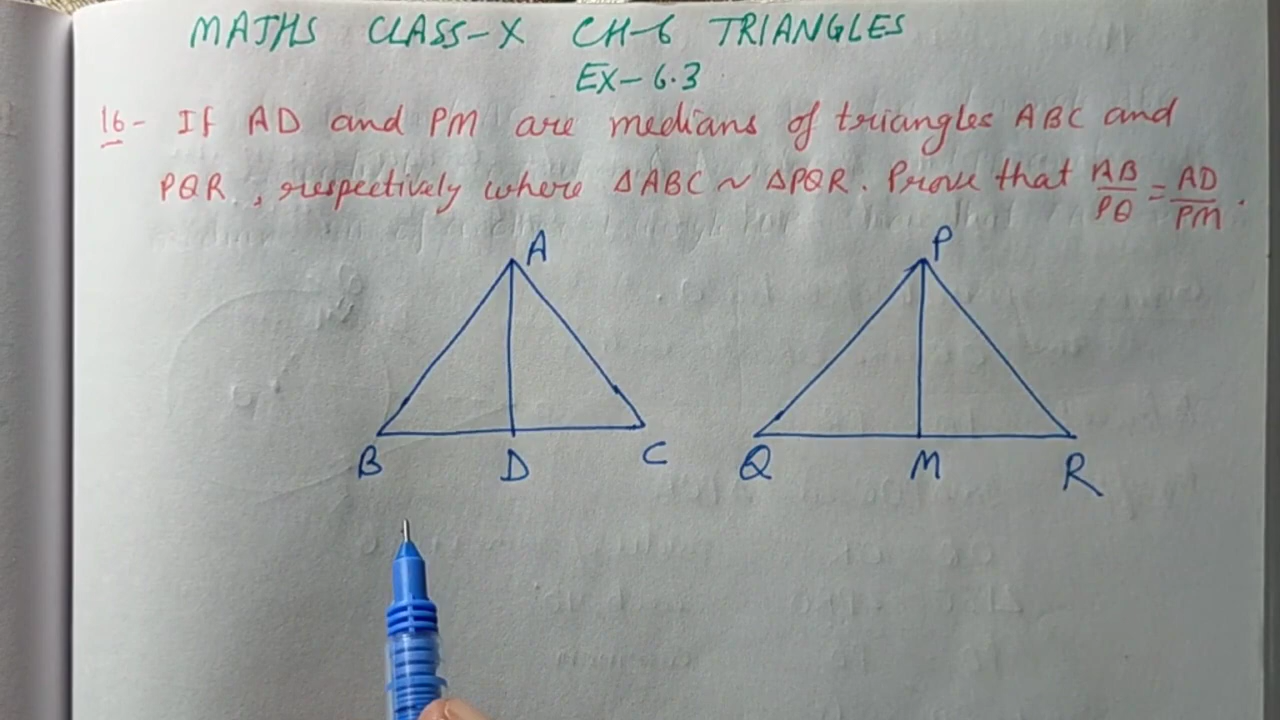 MATHS CLASS-X CH-6 TRIANGLES
EX-6.3
16- If AD and PM are medians of triangles ABC and
PQR, respectively where ΔABC ~ ΔPQR. Prove that AB/PQ = AD/PM.
A P
B D C Q M R